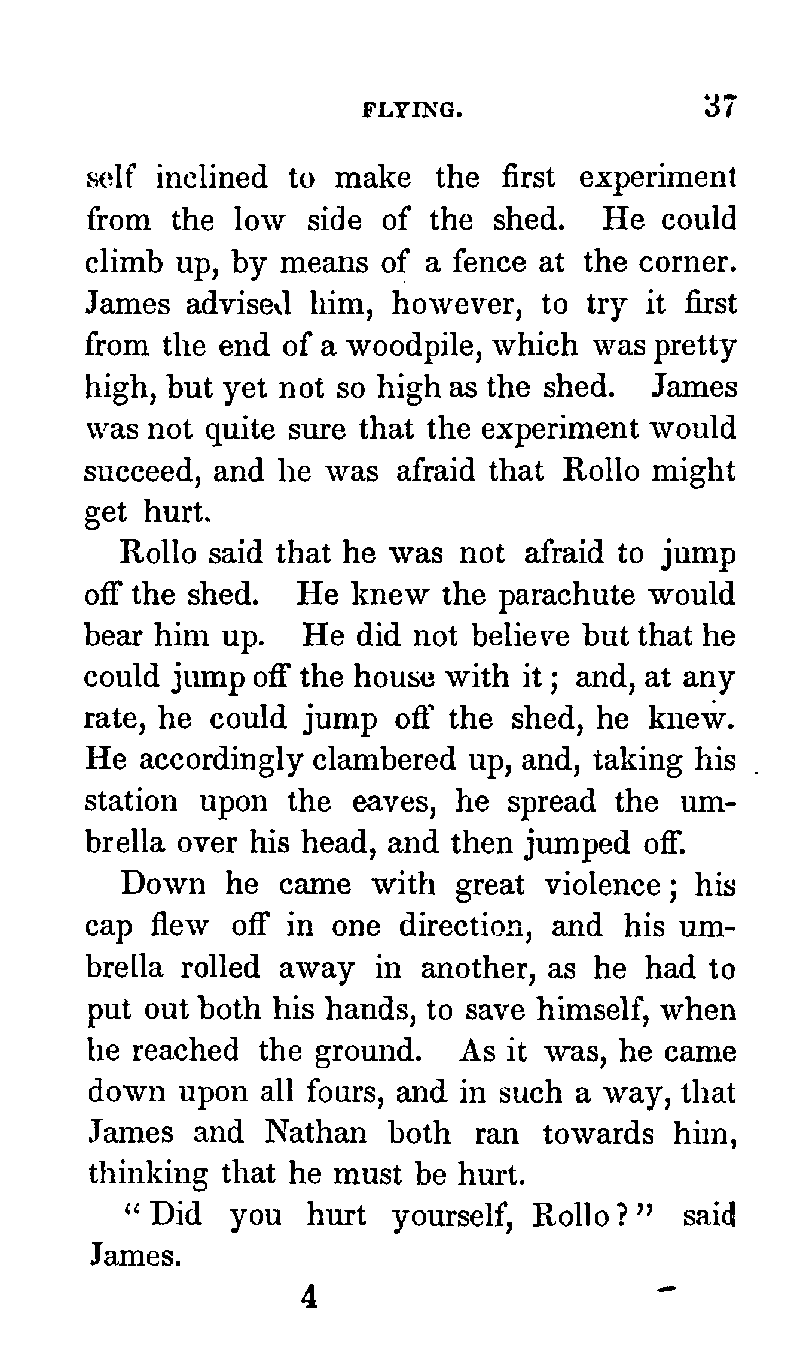 FLYING. 37
self inclined to make the first experiment
from the low side of the shed. He could
climb up, by means of a fence at the corner.
James advised him, however, to try it first
from the end of a woodpile, which was pretty
high, but yet not so high as the shed. James
was not quite sure that the experiment would
succeed, and he was afraid that Rollo might
get hurt.
Rollo said that he was not afraid to jump
off the shed. He knew the parachute would
bear him up. He did not believe but that he
could jump off the house with it; and, at any
rate, he could jump off the shed, he knew.
He accordingly clambered up, and, taking his
station upon the eaves, he spread the um-
brella over his head, and then jumped off.
Down he came with great violence; his
cap flew off in one direction, and his um-
brella rolled away in another, as he had to
put out both his hands, to save himself, when
he reached the ground. As it was, he came
down upon all fours, and in such a way, that
James and Nathan both ran towards him,
thinking that he must be hurt.
“Did you hurt yourself, Rollo?” said
James.
4